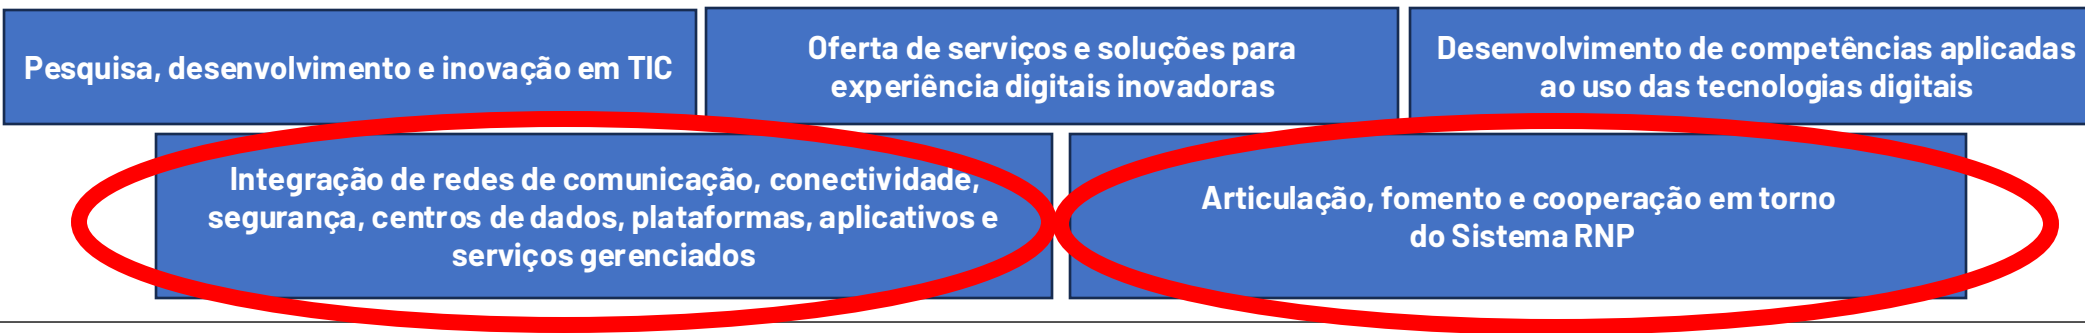 Pesquisa, desenvolvimento e inovação em TIC
Oferta de serviços e soluções para
experiência digitais inovadoras
Desenvolvimento de competências aplicadas
ao uso das tecnologias digitais
Integração de redes de comunicação, conectividade,
segurança, centros de dados, plataformas, aplicativos e
serviços gerenciados
Articulação, fomento e cooperação em torno
do Sistema RNP